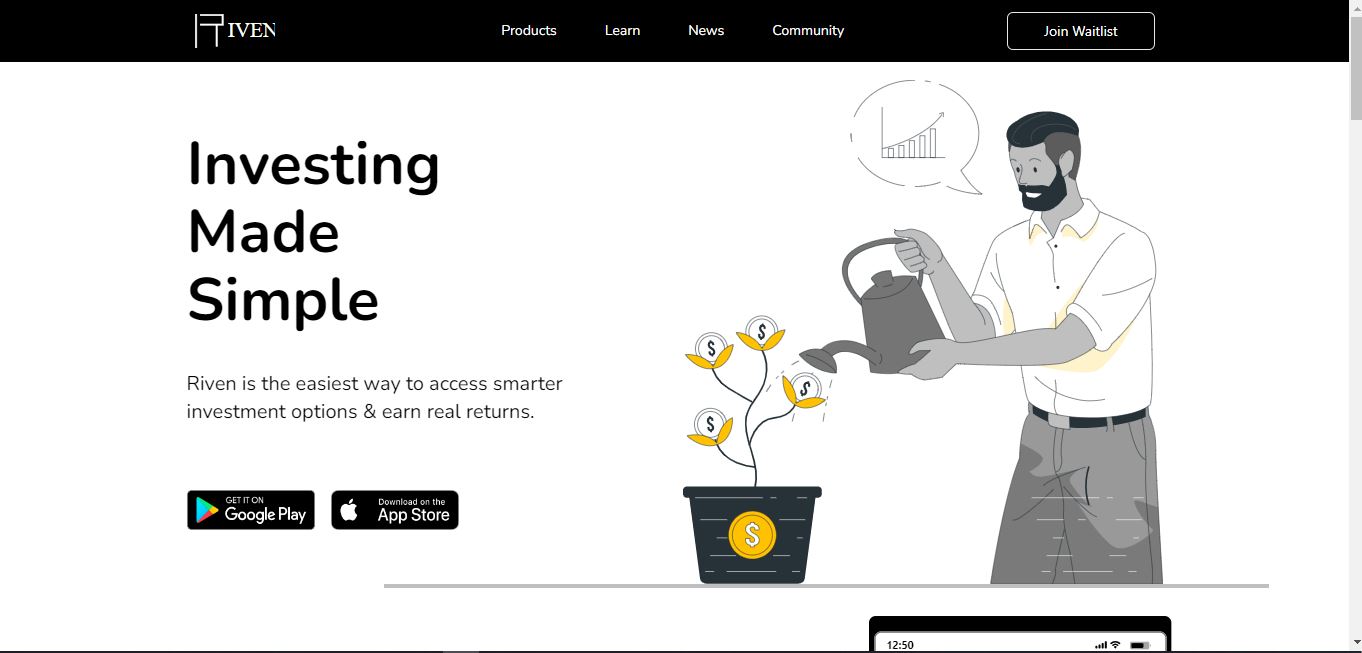 RIVEN
Products
Learn
News
Community
Join Waitlist
Investing
Made
Simple
Riven is the easiest way to access smarter
investment options & earn real returns.
GET IT ON
Google Play
Download on the
App Store
$
$
$
$
$
12:50